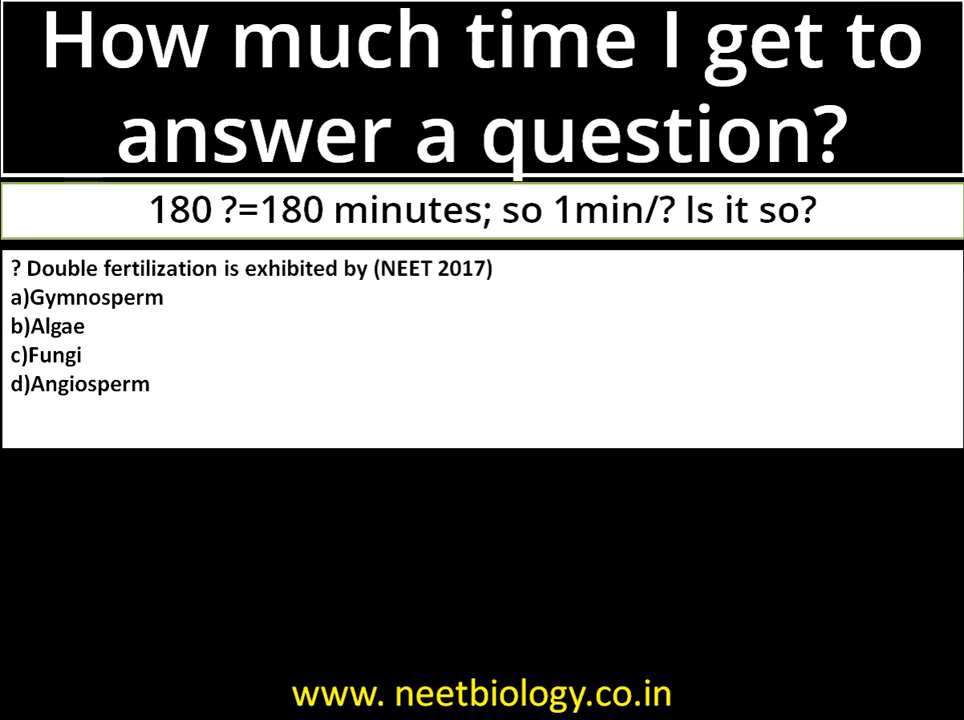 How much time I get to
answer a question?
180 ?=180 minutes; so 1min/? Is it so?
? Double fertilization is exhibited by (NEET 2017)
a)Gymnosperm
b)Algae
c)Fungi
d)Angiosperm
www. neetbiology.co.in